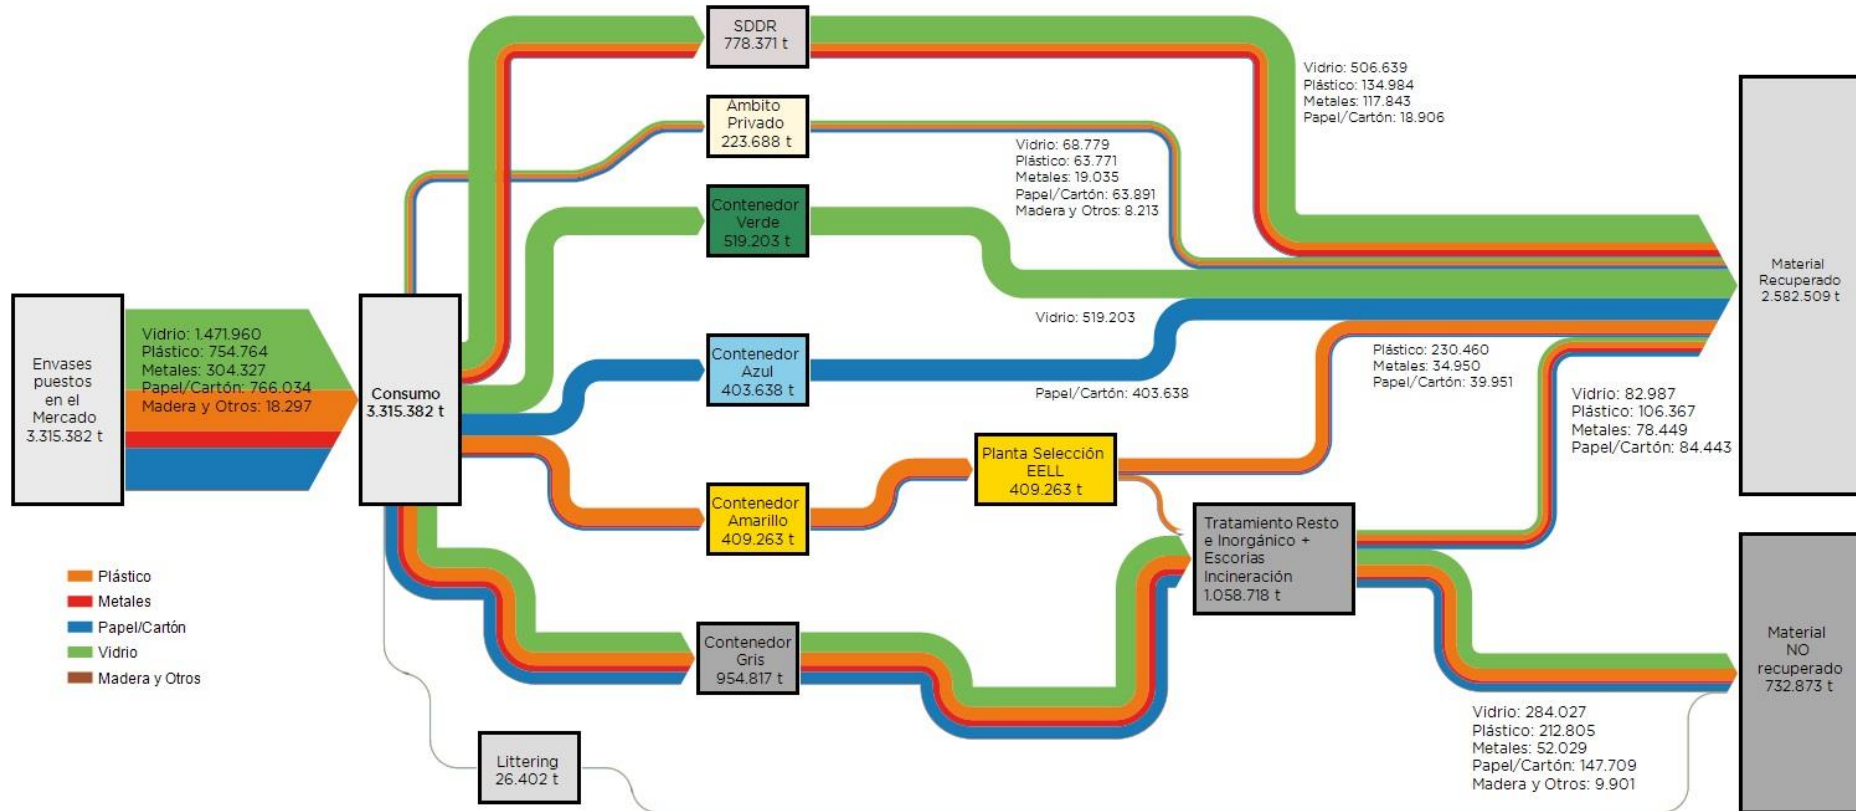 SDDR
778.371 t
Vidrio: 506.639
Plástico: 134.984
Metales: 117.843
Papel/Cartón: 18.906
Ámbito
Privado
223.688 t
Vidrio: 68.779
Plástico: 63.771
Metales: 19.035
Papel/Cartón: 63.891
Madera y Otros: 8.213
Contenedor
Verde
519.203 t
Vidrio: 519.203
Material
Recuperado
2.582.509 t
Envases
puestos
en el
Mercado
3.315.382 t
Vidrio: 1.471.960
Plástico: 754.764
Metales: 304.327
Papel/Cartón: 766.034
Madera y Otros: 18.297
Consumo
3.315.382 t
Contenedor
Azul
403.638 t
Papel/Cartón: 403.638
Plástico: 230.460
Metales: 34.950
Papel/Cartón: 39.951
Vidrio: 82.987
Plástico: 106.367
Metales: 78.449
Papel/Cartón: 84.443
Planta Selección
EELL
409.263 t
Contenedor
Amarillo
409.263 t
Tratamiento Resto
e Inorgánico +
Escorias
Incineración
1.058.718 t
Plástico
Metales
Papel/Cartón
Vidrio
Madera y Otros
Contenedor
Gris
954.817 t
Material
NO
recuperado
732.873 t
Vidrio: 284.027
Plástico: 212.805
Metales: 52.029
Papel/Cartón: 147.709
Madera y Otros: 9.901
Littering
26.402 t